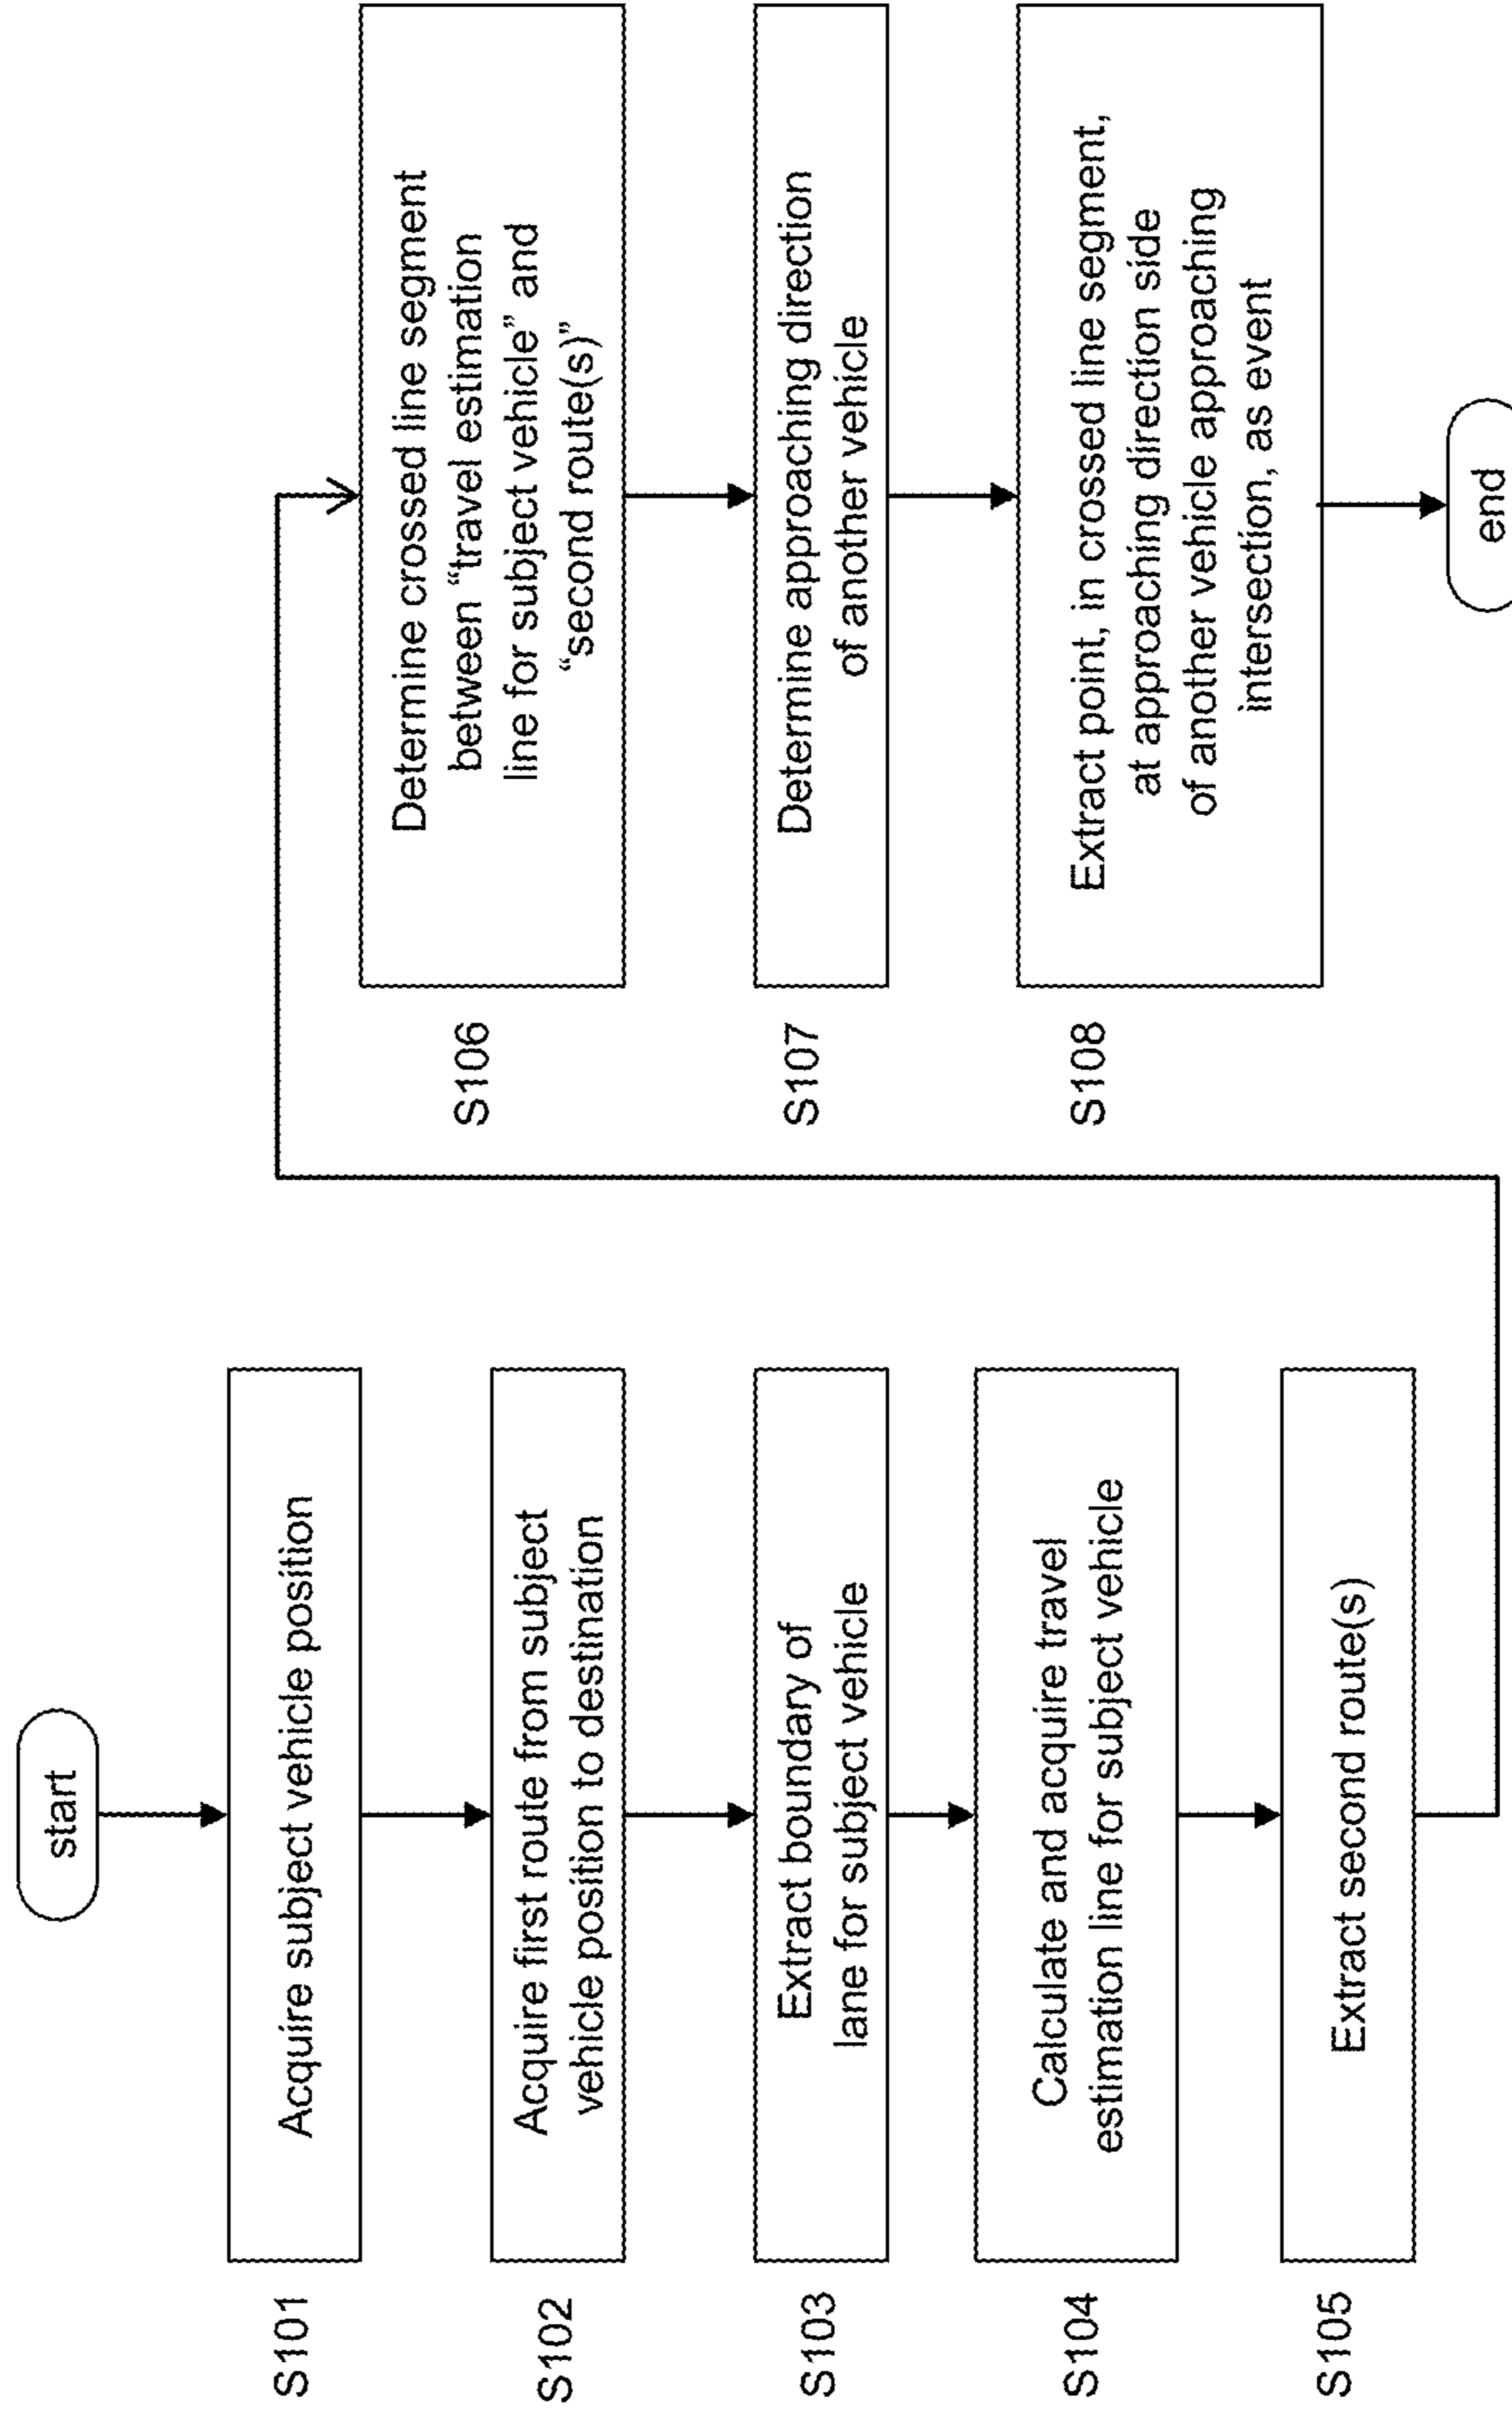 start
S101
Acquire subject vehicle position
S102
Acquire first route from subject
vehicle position to destination
S103
Extract boundary of
lane for subject vehicle
S104
Calculate and acquire travel
estimation line for subject vehicle
S105
Extract second route(s)
S106
Determine crossed line segment
between “travel estimation
line for subject vehicle” and
“second route(s)”
S107
Determine approaching direction
of another vehicle
S108
Extract point, in crossed line segment,
at approaching direction side
of another vehicle approaching
intersection, as event
end